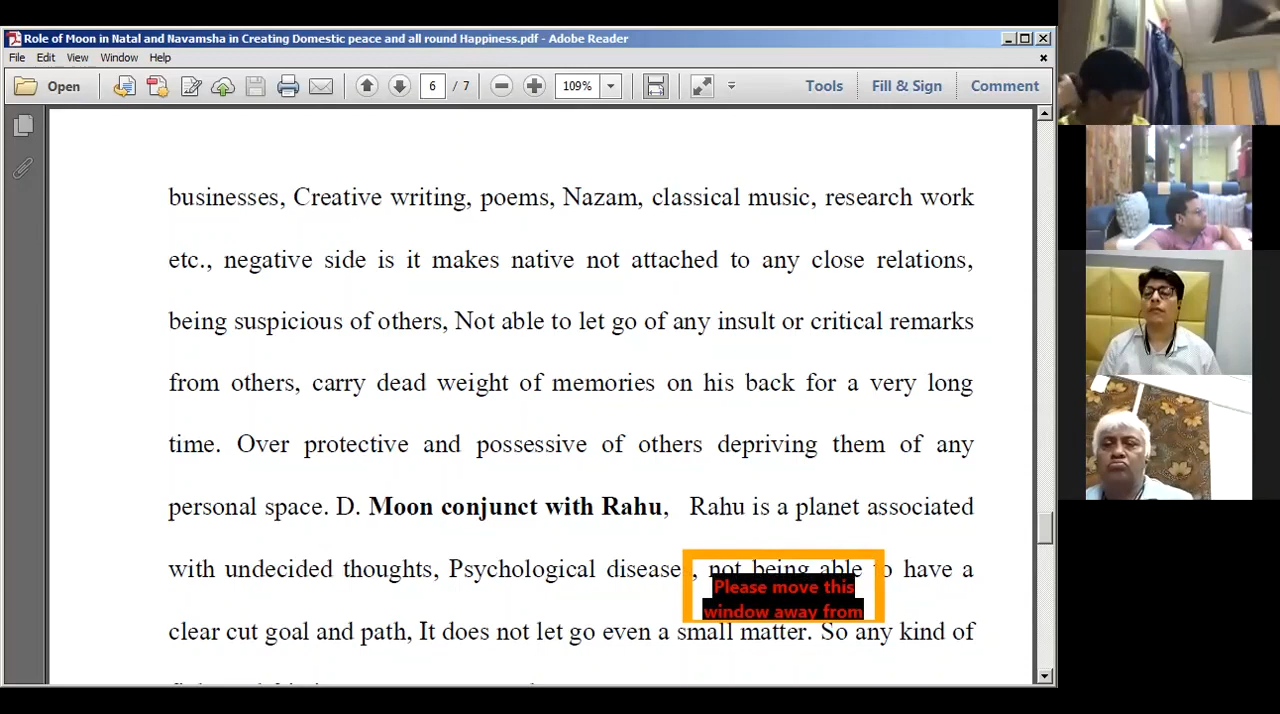 Role of Moon in Natal and Navamsha in Creating Domestic peace and all round Happiness.pdf - Adobe Reader
File Edit View Window Help
Open 6 / 7 109% Tools Fill & Sign Comment
businesses, Creative writing, poems, Nazam, classical music, research work
etc., negative side is it makes native not attached to any close relations,
being suspicious of others, Not able to let go of any insult or critical remarks
from others, carry dead weight of memories on his back for a very long
time. Over protective and possessive of others depriving them of any
personal space. D. Moon conjunct with Rahu, Rahu is a planet associated
with undecided thoughts, Psychological diseases, not being able to have a
Please move this
window away from
clear cut goal and path, It does not let go even a small matter. So any kind of